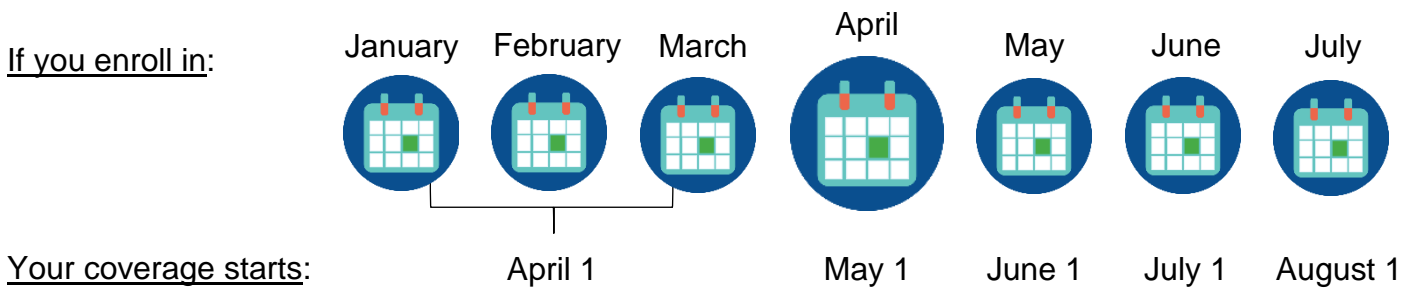 If you enroll in: January February March April May June July
Your coverage starts: April 1 May 1 June 1 July 1 August 1